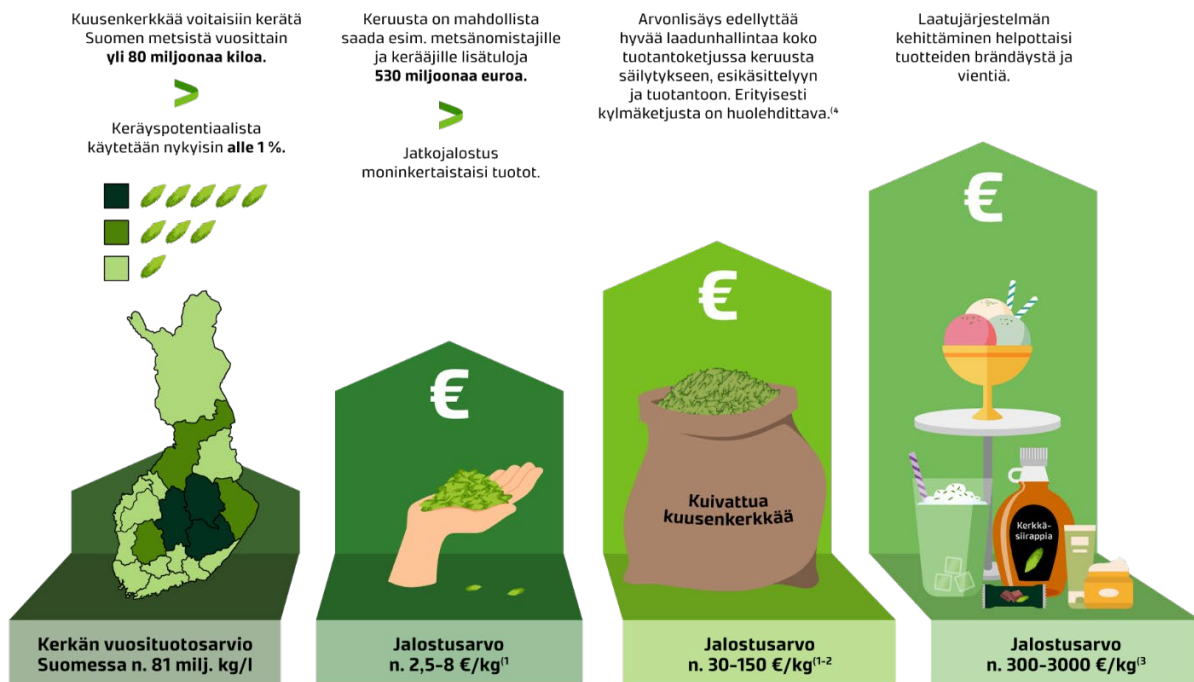 Kuusenkerkkää voitaisiin kerätä
Suomen metsistä vuosittain
yli 80 miljoonaa kiloa.
Keräyspotentiaalista
käytetään nykyisin alle 1 %.
Keruusta on mahdollista
saada esim. metsänomistajille
ja kerääjille lisätuloja
530 miljoonaa euroa.
Jatkojalostus
moninkertaistaisi tuotot.
Arvonlisäys edellyttää
hyvää laadunhallintaa koko
tuotantoketjussa keruusta
säilytykseen, esikäsittelyyn
ja tuotantoon. Erityisesti
kylmäketjusta on huolehdittava.(4
Laatujärjestelmän
kehittäminen helpottaisi
tuotteiden brändäystä ja
vientiä.
€
€
€
Kuivattua
kuusenkerkkää
Kerkkä-
siirappia
Kerkän vuosituotosarvio
Suomessa n. 81 milj. kg/l
Jalostusarvo
n. 2,5-8 €/kg(1
Jalostusarvo
n. 30-150 €/kg(1-2
Jalostusarvo
n. 300-3000 €/kg(3